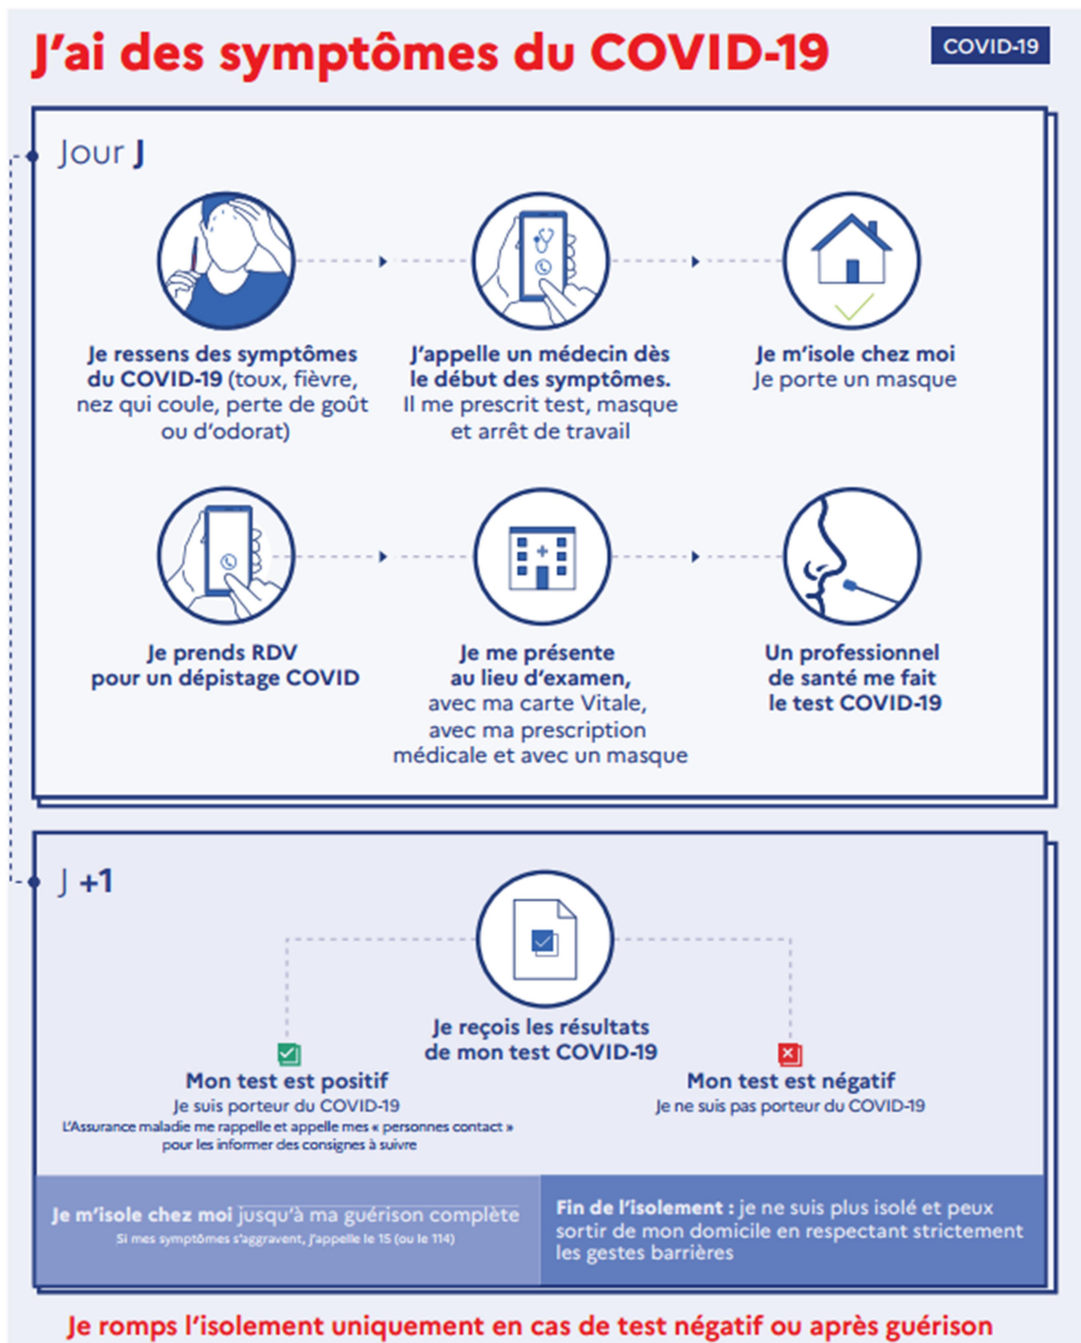 J’ai des symptômes du COVID-19
COVID-19
Jour J
Je ressens des symptômes
du COVID-19 (toux, fièvre,
nez qui coule, perte de goût
ou d’odorat)
J’appelle un médecin dès
le début des symptômes.
Il me prescrit test, masque
et arrêt de travail
Je m’isole chez moi
Je porte un masque
Je prends RDV
pour un dépistage COVID
Je me présente
au lieu d’examen,
avec ma carte Vitale,
avec ma prescription
médicale et avec un masque
Un professionnel
de santé me fait
le test COVID-19
J +1
Je reçois les résultats
de mon test COVID-19
Mon test est positif
Je suis porteur du COVID-19
L’Assurance maladie me rappelle et appelle mes « personnes contact »
pour les informer des consignes à suivre
Mon test est négatif
Je ne suis pas porteur du COVID-19
Je m’isole chez moi jusqu’à ma guérison complète
Si mes symptômes s’aggravent, j’appelle le 15 (ou le 114)
Fin de l’isolement : je ne suis plus isolé et peux
sortir de mon domicile en respectant strictement
les gestes barrières
Je romps l’isolement uniquement en cas de test négatif ou après guérison